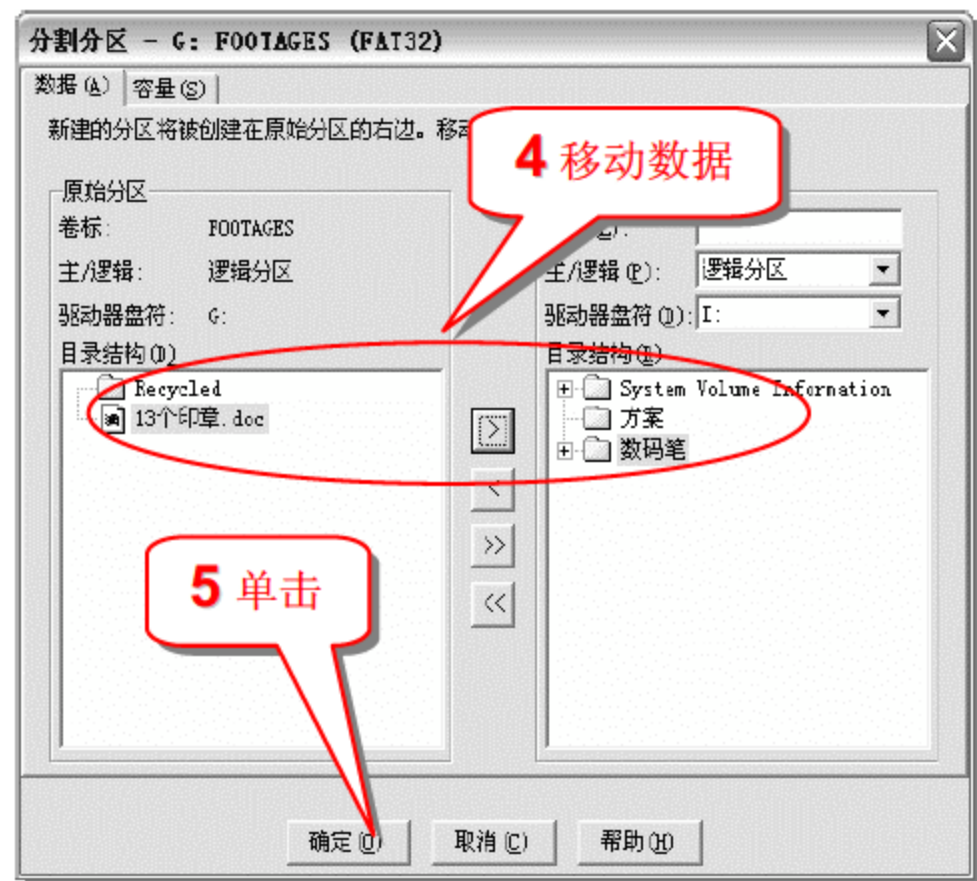 分割分区 - G: FOOTAGES (FAT32)
数据(A) 容量(S)
新建的分区将被创建在原始分区的右边。移
4 移动数据
原始分区
卷标: FOOTAGES
主/逻辑: 逻辑分区
驱动器盘符: G:
目录结构(D)
Recycled
13个印章.doc
主/逻辑(P): 逻辑分区
驱动器盘符(D): I:
目录结构
System Volume Information
方案
数码笔
>
<
>>
<<
5 单击
确定(O) 取消(C) 帮助(H)